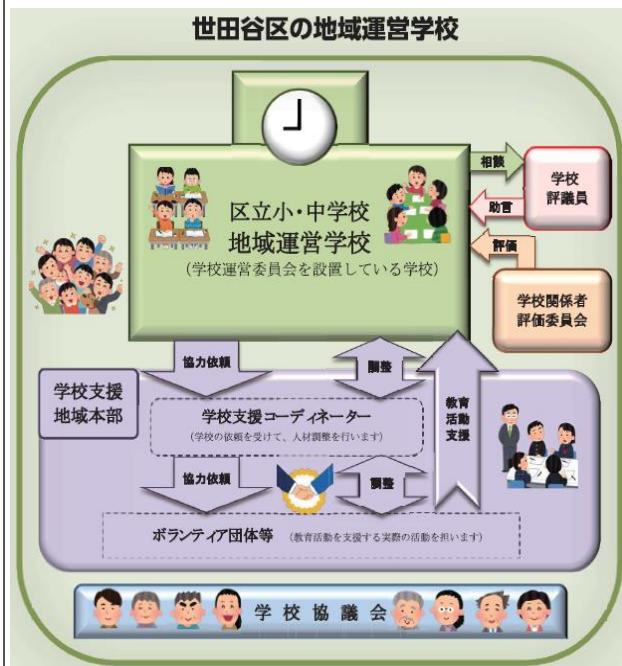 世田谷区の地域運営学校
区立小・中学校
地域運営学校
(学校運営委員会を設置している学校)
相談
助言
評価
学校
評議員
学校関係者
評価委員会
協力依頼
調整
教育
活動
支援
学校支援
地域本部
学校支援コーディネーター
(学校の依頼を受けて、人材調整を行います)
協力依頼
調整
ボランティア団体等 (教育活動を支援する実際の活動を担います)
学校協議会